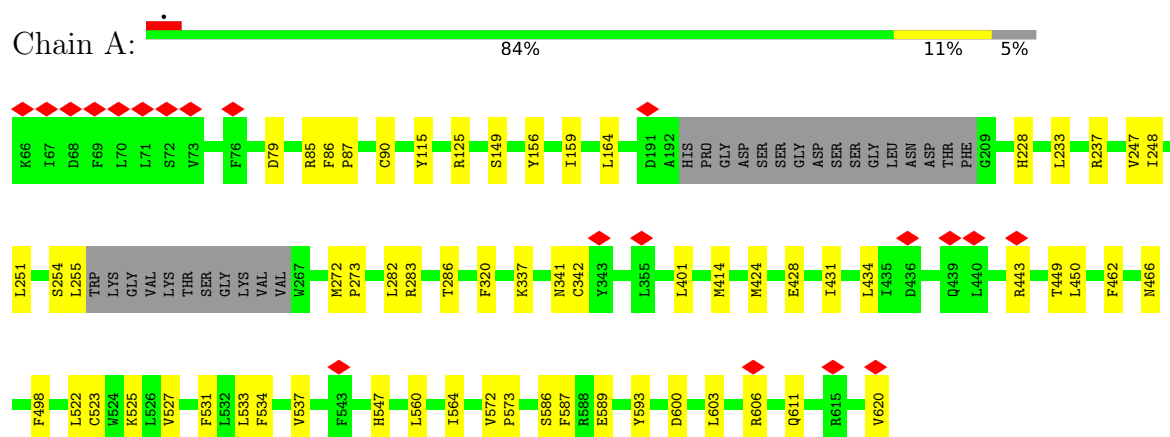 Chain A:
84% 11% 5%
K66 I67 D68 F69 L70 L71 S72 V73 F76 D79 R85 F86 P87 C90 Y115 R125 S149 Y156 I159 L164 D191 A192 HIS PRO GLY ASP SER SER GLY ASP SER SER GLY LEU ASN ASP THR PHE G209 H228 L233 R237 V247 I248
L251 S254 L255 TRP LYS GLY VAL LYS THR SER GLY LYS VAL VAL W267 M272 P273 L282 R283 T286 F320 K337 N341 C342 Y343 L355 L401 M414 M424 E428 I431 L434 I435 D436 Q439 L440 R443 T449 L450 F462 N466
F498 L522 C523 W524 K525 L526 V527 F531 L532 L533 F534 V537 F543 H547 L560 I564 V572 P573 S586 F587 R588 E589 Y593 D600 L603 R606 Q611 R615 V620